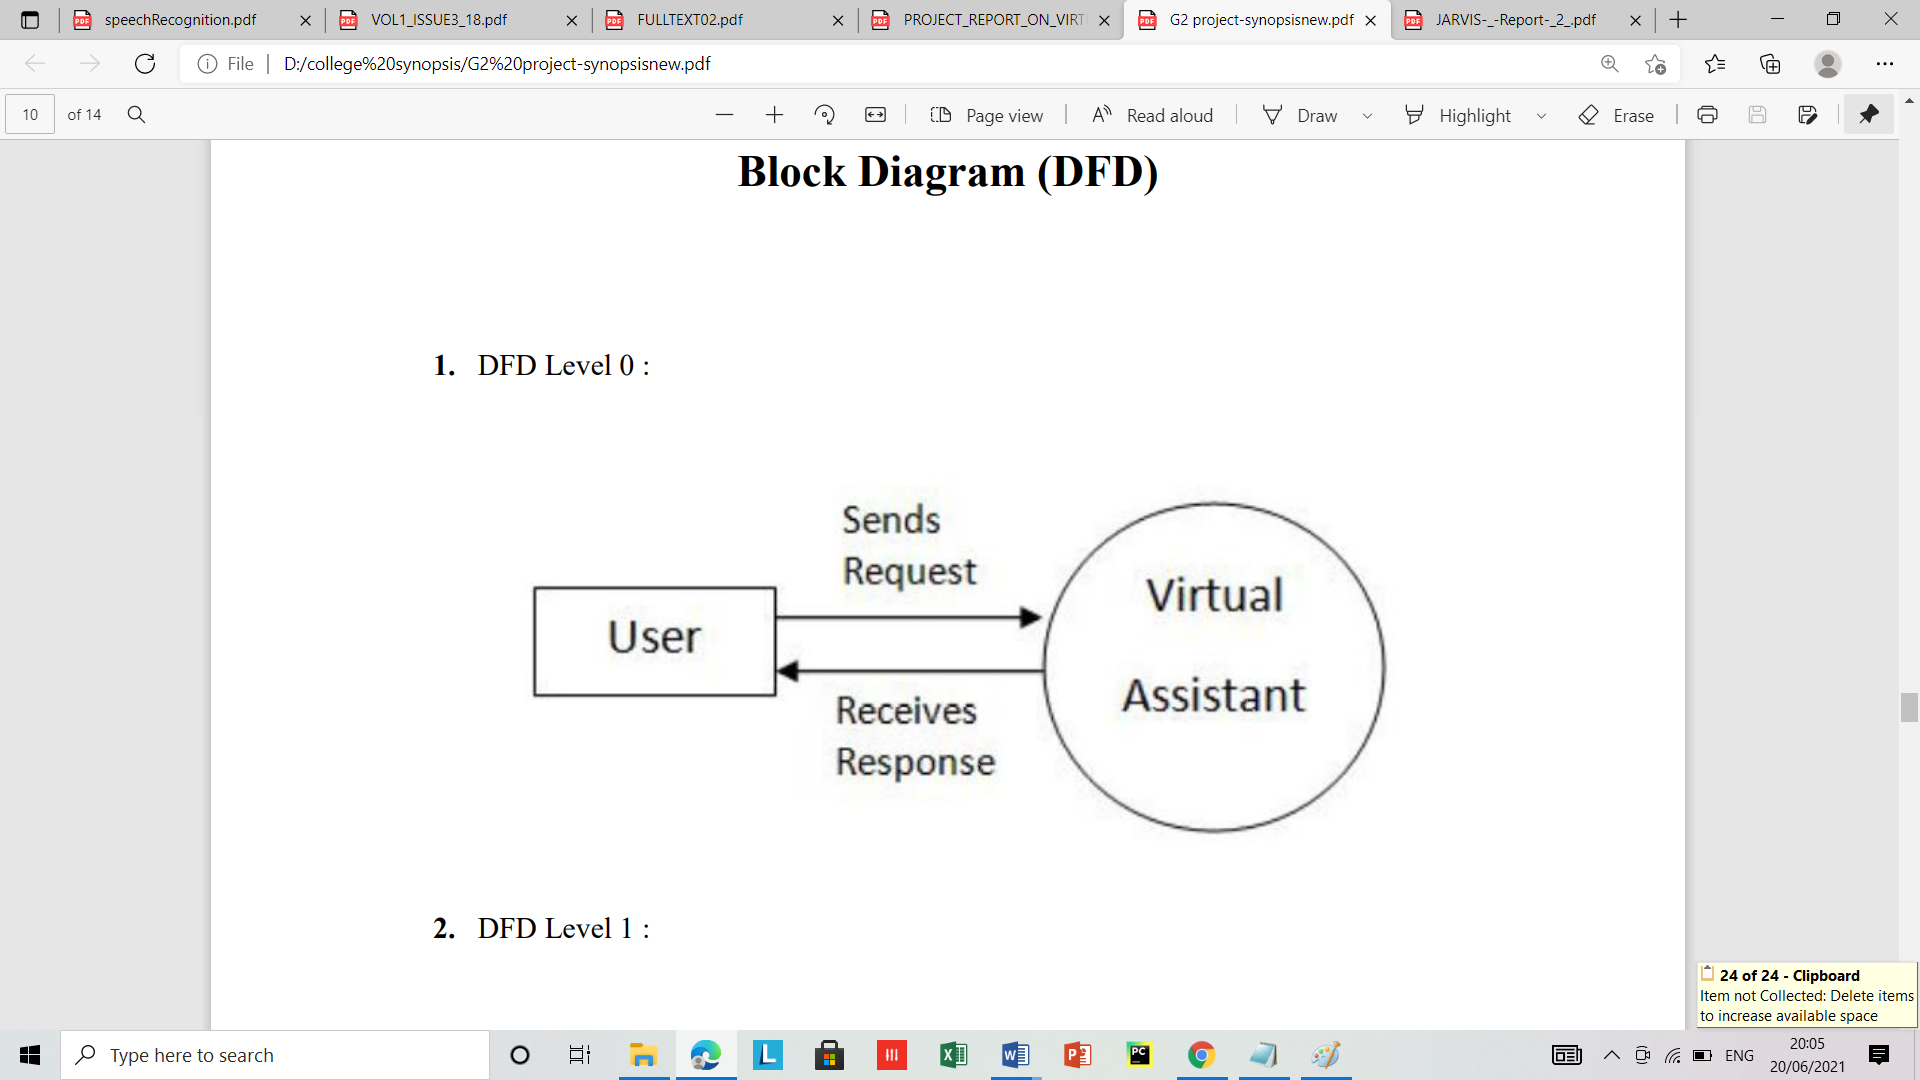 speechRecognition.pdf
VOL1_ISSUE3_18.pdf
FULLTEXT02.pdf
PROJECT_REPORT_ON_VIRT
G2 project-synopsisnew.pdf
JARVIS-_-Report-_2_.pdf
File
D:/college%20synopsis/G2%20project-synopsisnew.pdf
10 of 14
Page view
Read aloud
Draw
Highlight
Erase
Block Diagram (DFD)
1. DFD Level 0 :
Sends
Request
User
Virtual
Assistant
Receives
Response
2. DFD Level 1 :
24 of 24 - Clipboard
Item not Collected: Delete items
to increase available space
Type here to search
ENG
20:05
20/06/2021